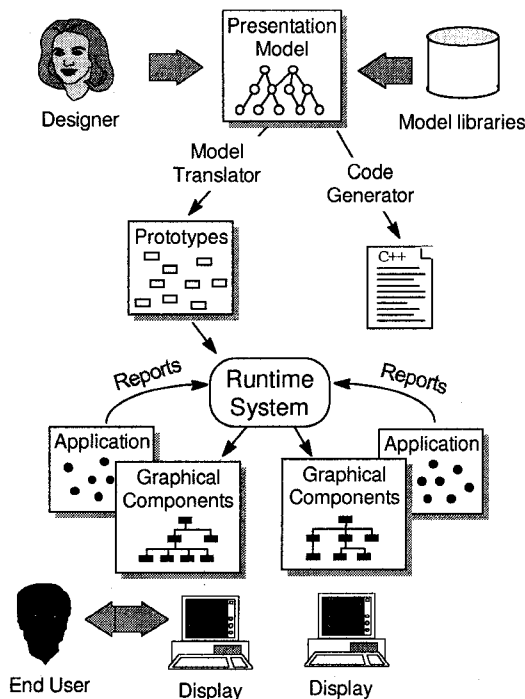 Presentation
Model
Designer
Model libraries
Model
Translator
Code
Generator
Prototypes
C++
Reports
Runtime
System
Reports
Application
Graphical
Components
Graphical
Components
Application
End User
Display
Display